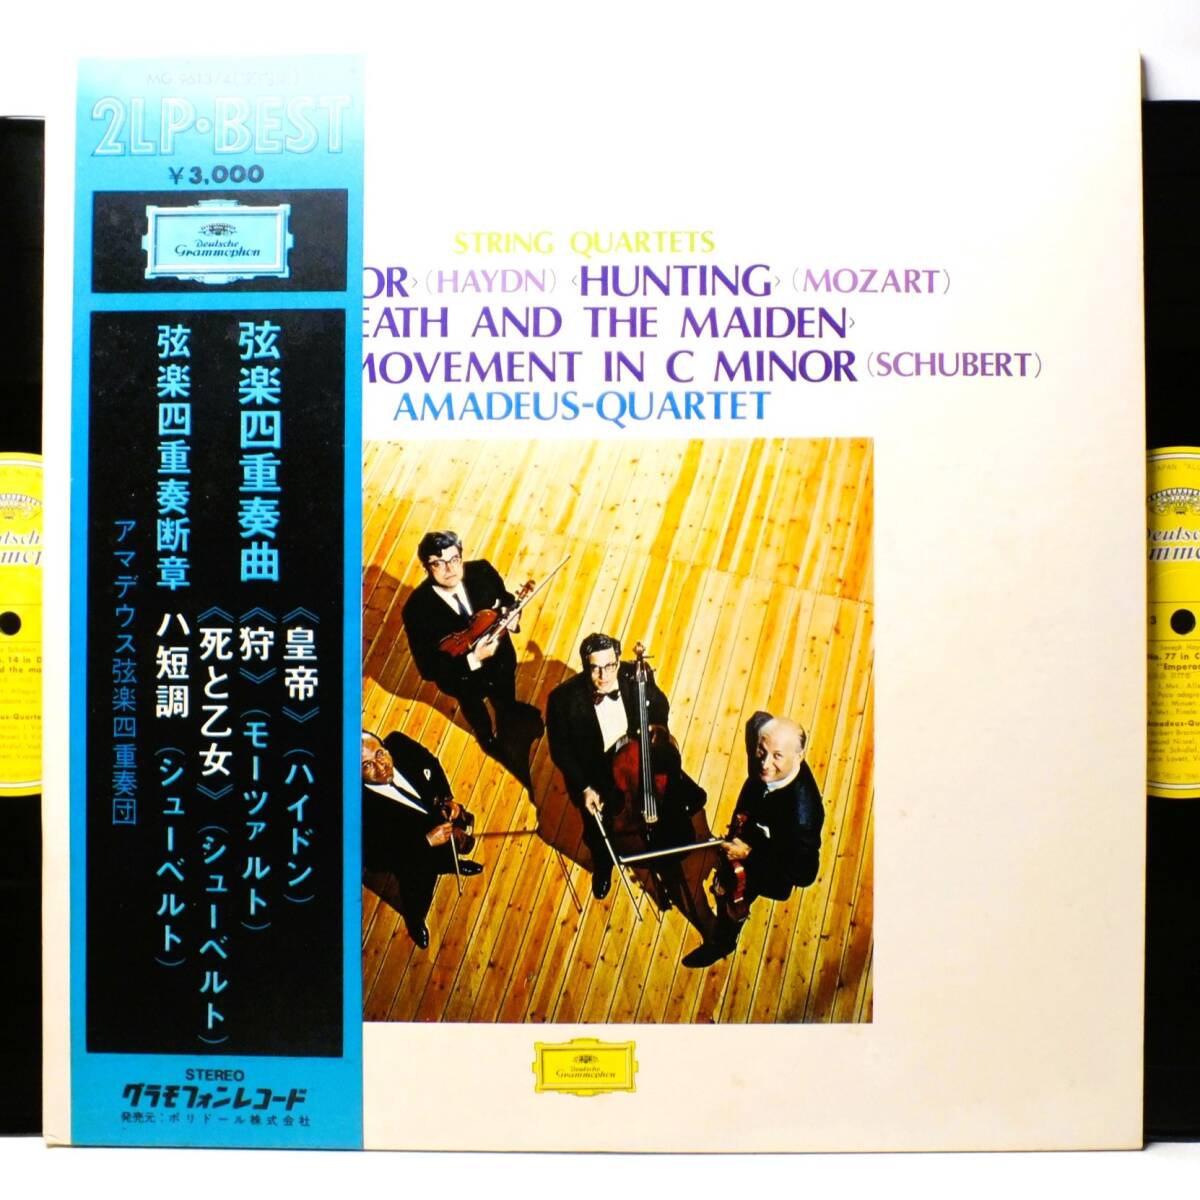 2LP・BEST
¥3,000
Deutsche
Grammophon
弦楽四重奏曲
《皇帝》(ハイドン)
《狩》(モーツァルト)
《死と乙女》(シューベルト)
弦楽四重奏断章 ハ短調 (シューベルト)
アマデウス弦楽四重奏団
STEREO
グラモフォンレコード
発売元:ポリドール株式会社
STRING QUARTETS
OR〉(HAYDN)〈HUNTING〉(MOZART)
EATH AND THE MAIDEN〉
MOVEMENT IN C MINOR (SCHUBERT)
AMADEUS-QUARTET
Deutsche
Grammophon
No. 77 in C
"Emperor